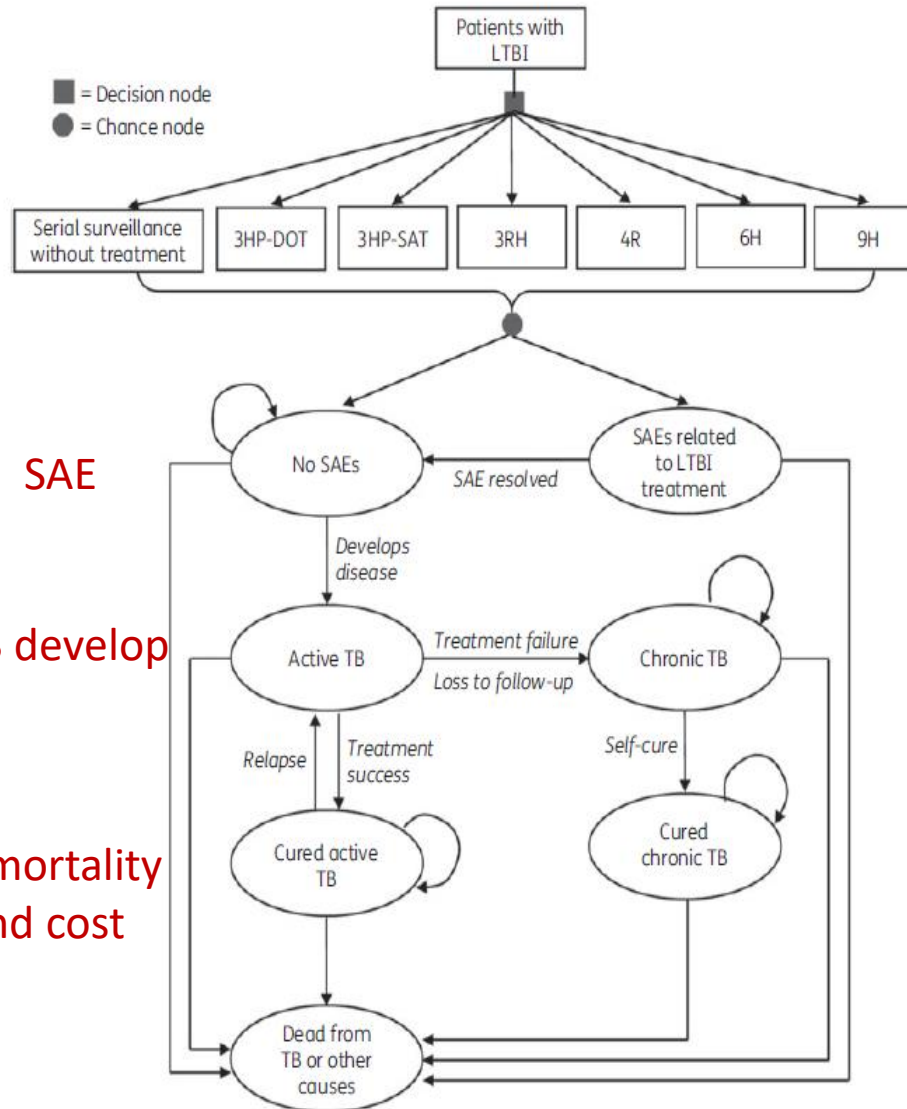 Patients with
LTBI
= Decision node
= Chance node
Serial surveillance
without treatment
3HP-DOT
3HP-SAT
3RH
4R
6H
9H
SAE
No SAEs
SAE resolved
SAEs related
to LTBI
treatment
Develops
disease
develop
Active TB
Treatment failure
Loss to follow-up
Chronic TB
Relapse
Treatment
success
Self-cure
mortality
nd cost
Cured active
TB
Cured
chronic TB
Dead from
TB or other
causes